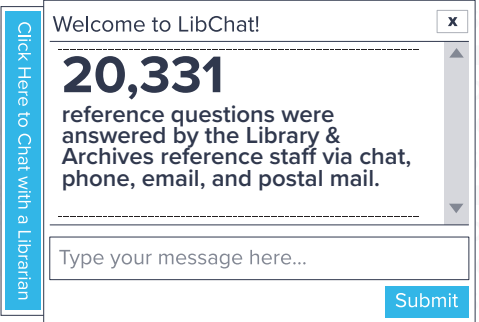 Click Here to Chat with a Librarian
Welcome to LibChat!
x
20,331
reference questions were
answered by the Library &
Archives reference staff via chat,
phone, email, and postal mail.
Type your message here...
Submit